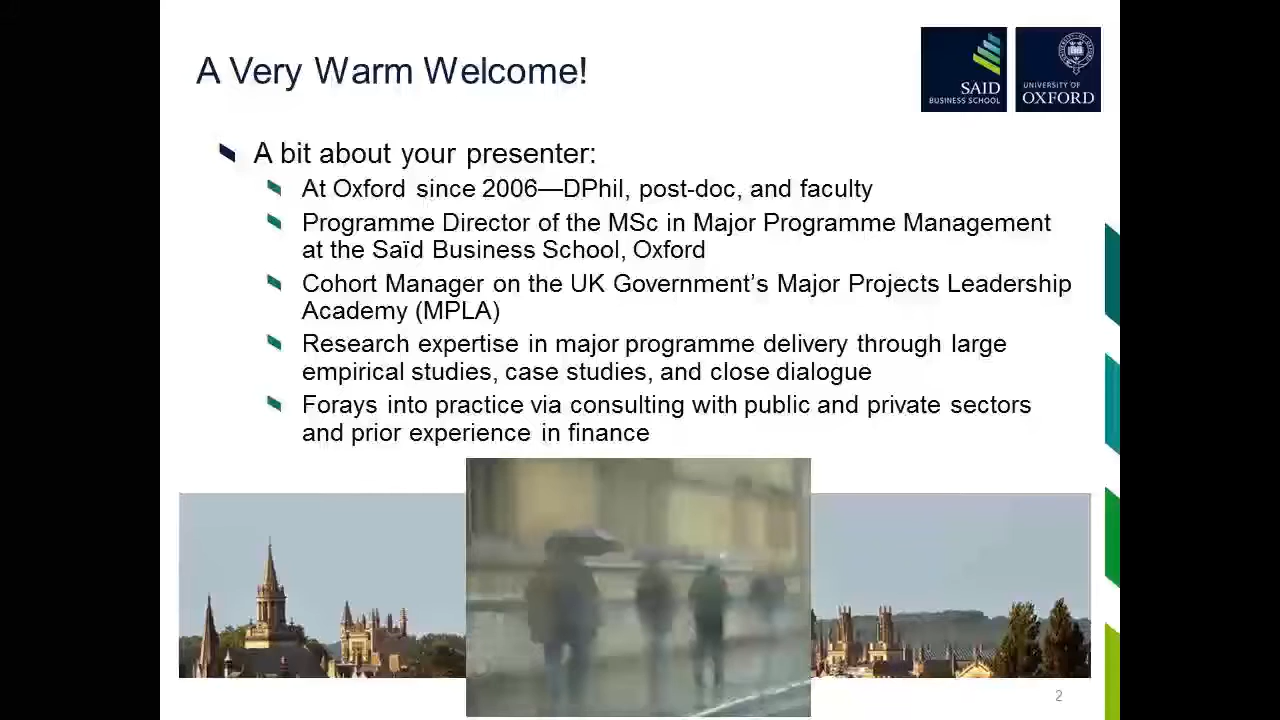 A Very Warm Welcome!
SAÏD
BUSINESS SCHOOL
UNIVERSITY OF
OXFORD
A bit about your presenter:
At Oxford since 2006—DPhil, post-doc, and faculty
Programme Director of the MSc in Major Programme Management
at the Saïd Business School, Oxford
Cohort Manager on the UK Government’s Major Projects Leadership
Academy (MPLA)
Research expertise in major programme delivery through large
empirical studies, case studies, and close dialogue
Forays into practice via consulting with public and private sectors
and prior experience in finance
2